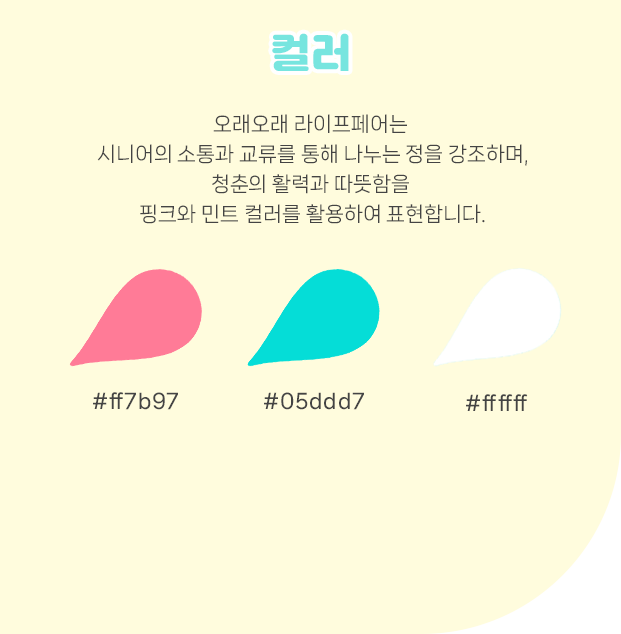 컬러
오래오래 라이프페어는
시니어의 소통과 교류를 통해 나누는 정을 강조하며,
청춘의 활력과 따뜻함을
핑크와 민트 컬러를 활용하여 표현합니다.
#ff7b97 #05ddd7 #ffffff